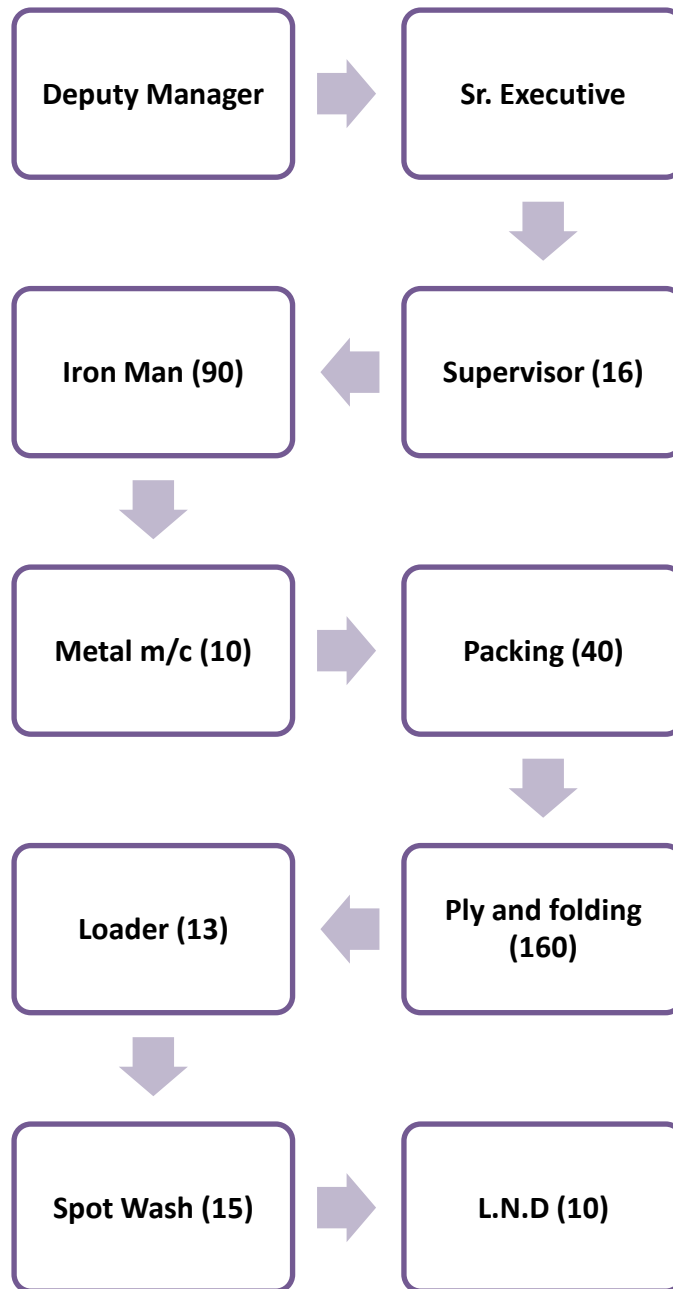 Deputy Manager
Sr. Executive
Supervisor (16)
Iron Man (90)
Metal m/c (10)
Packing (40)
Ply and folding
(160)
Loader (13)
Spot Wash (15)
L.N.D (10)